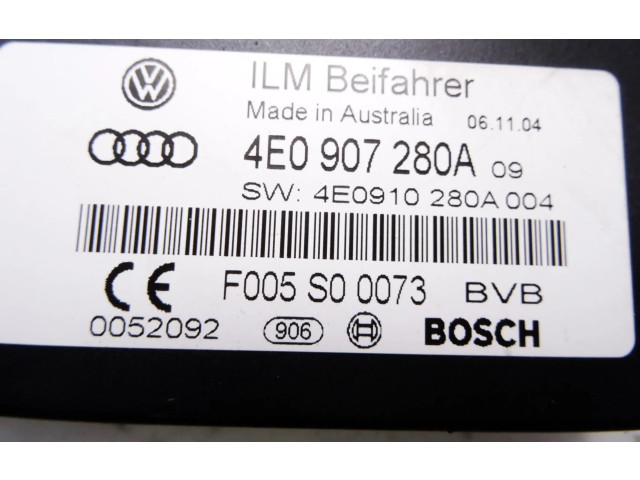 VW
ILM Beifahrer
Made in Australia 06.11.04
4E0 907 280A 09
SW: 4E0910 280A 004
CE F005 S0 0073 BVB
0052092 906 BOSCH